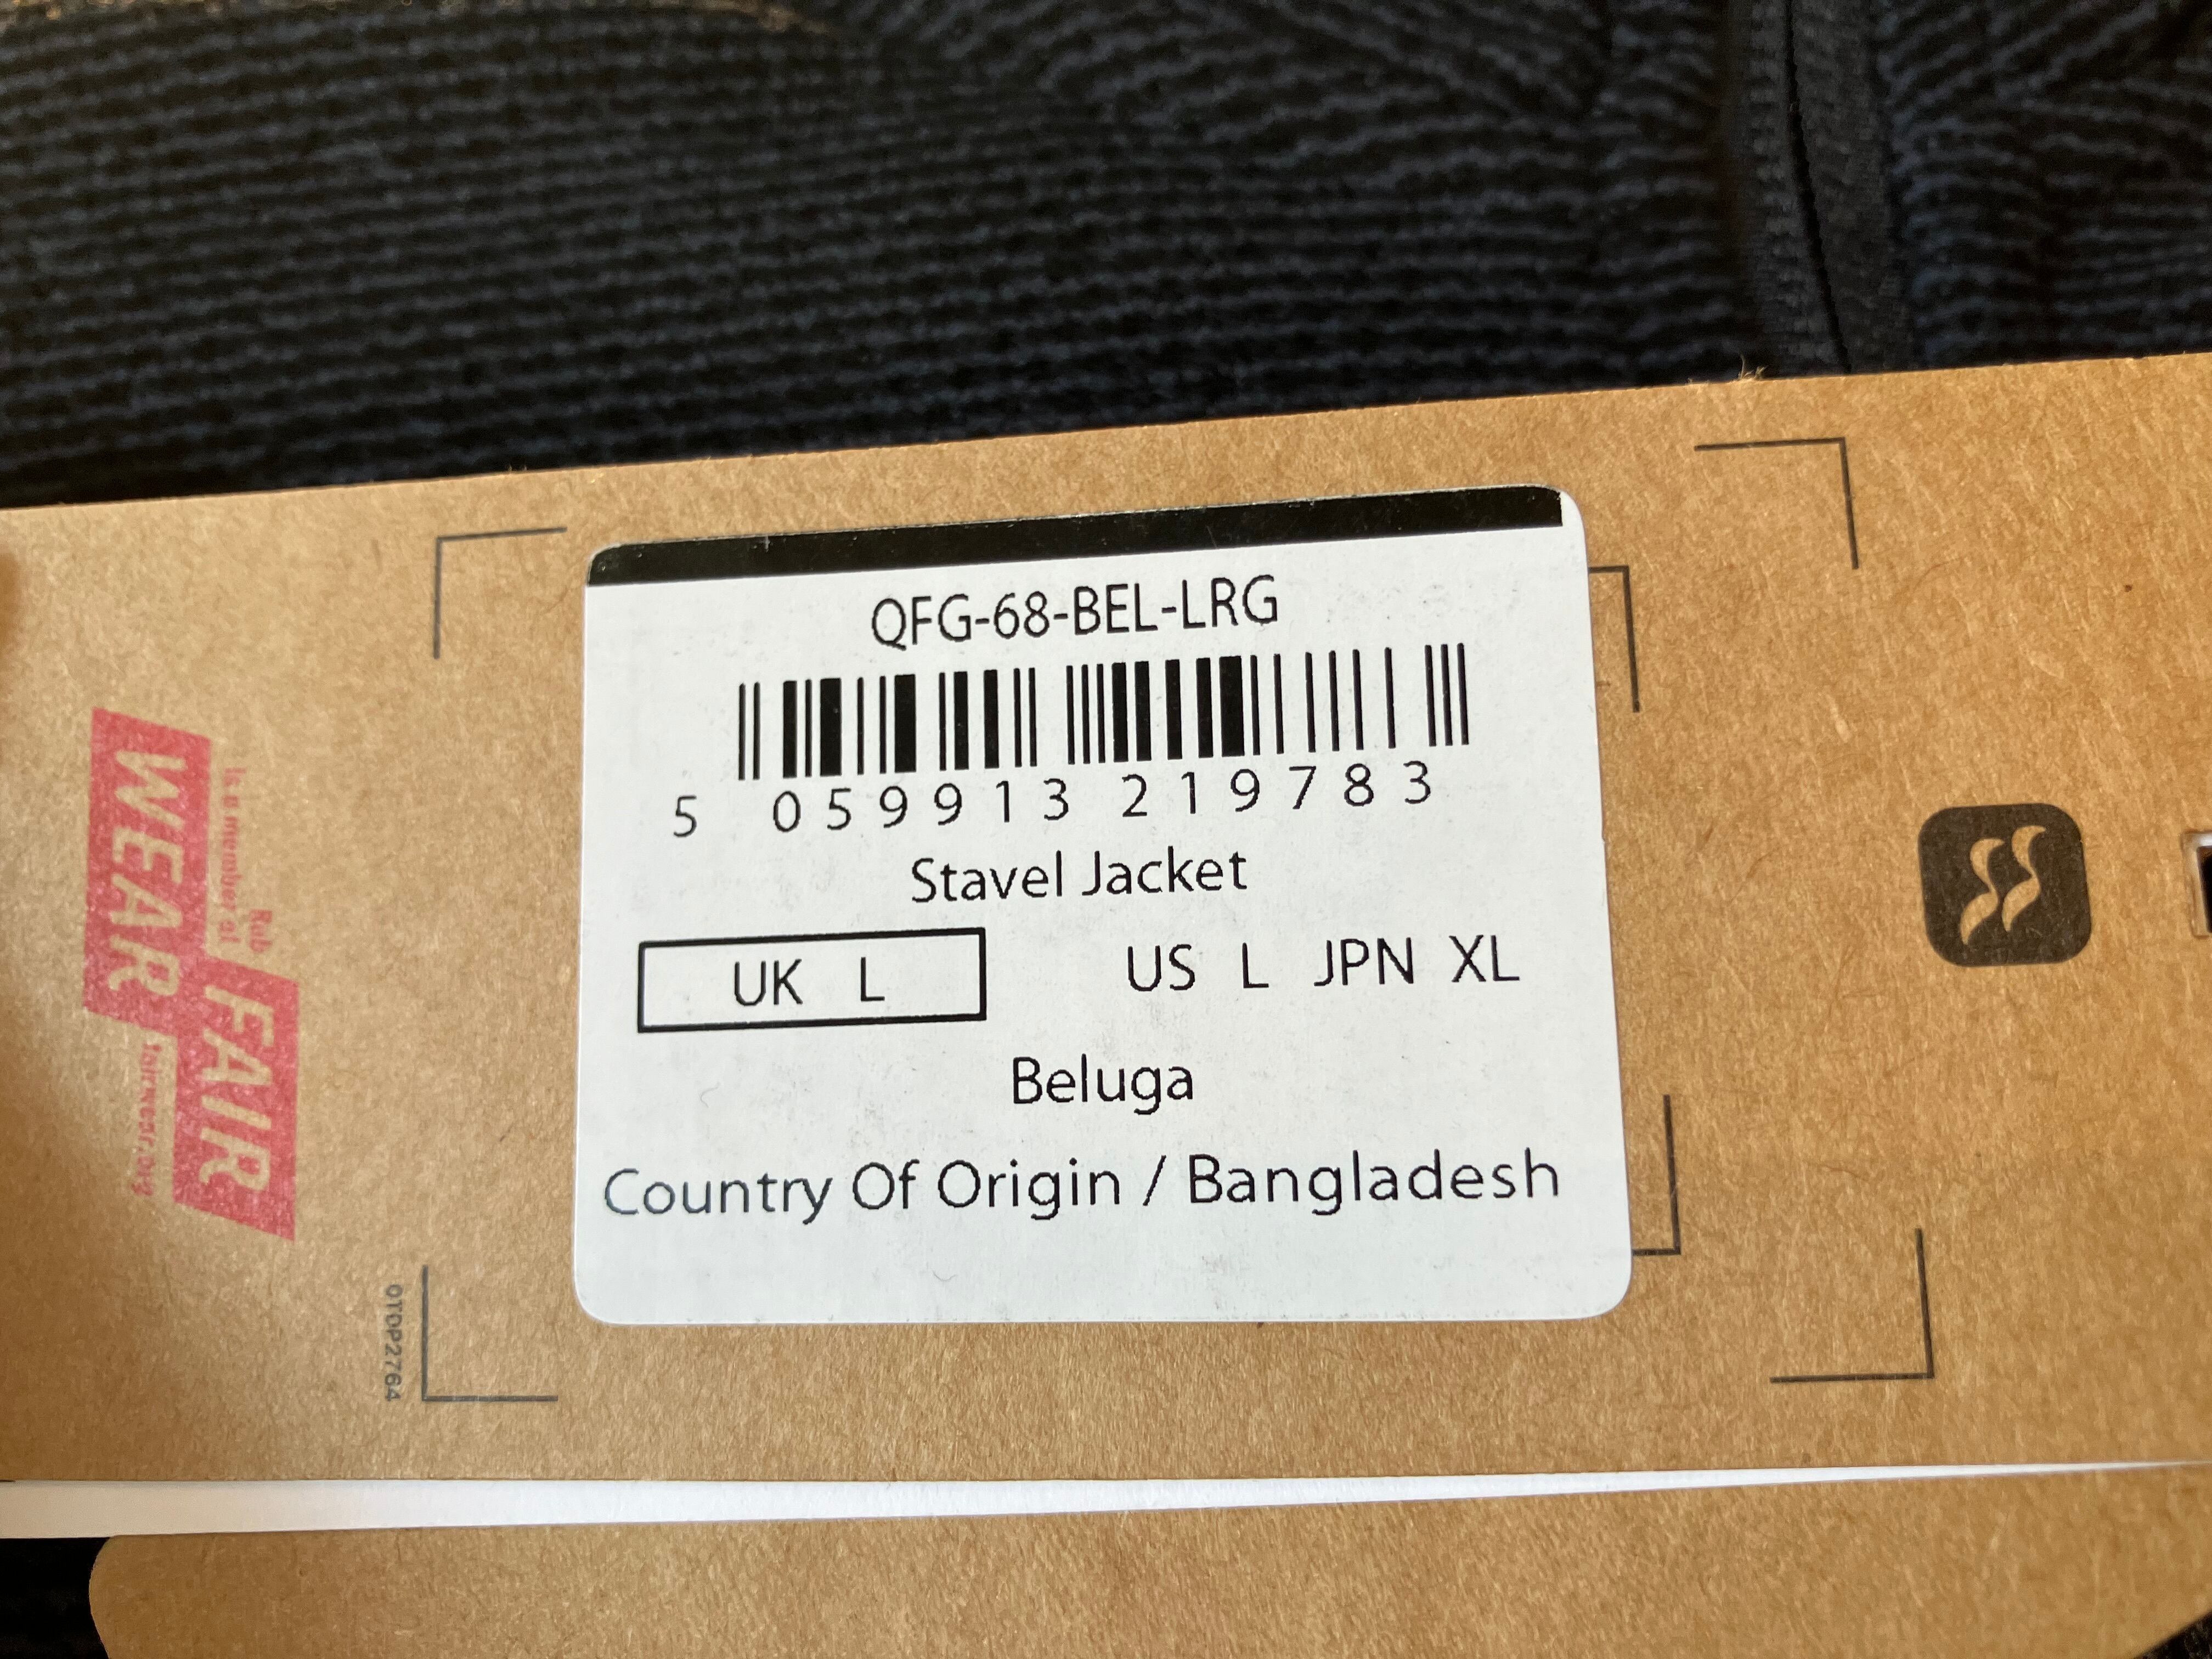 QFG-68-BEL-LRG
5 059913 219783
Stavel Jacket
UK L US L JPN XL
Beluga
Country Of Origin / Bangladesh
Rab
is a member of
FAIR
WEAR
fairwear.org
OTDP2764